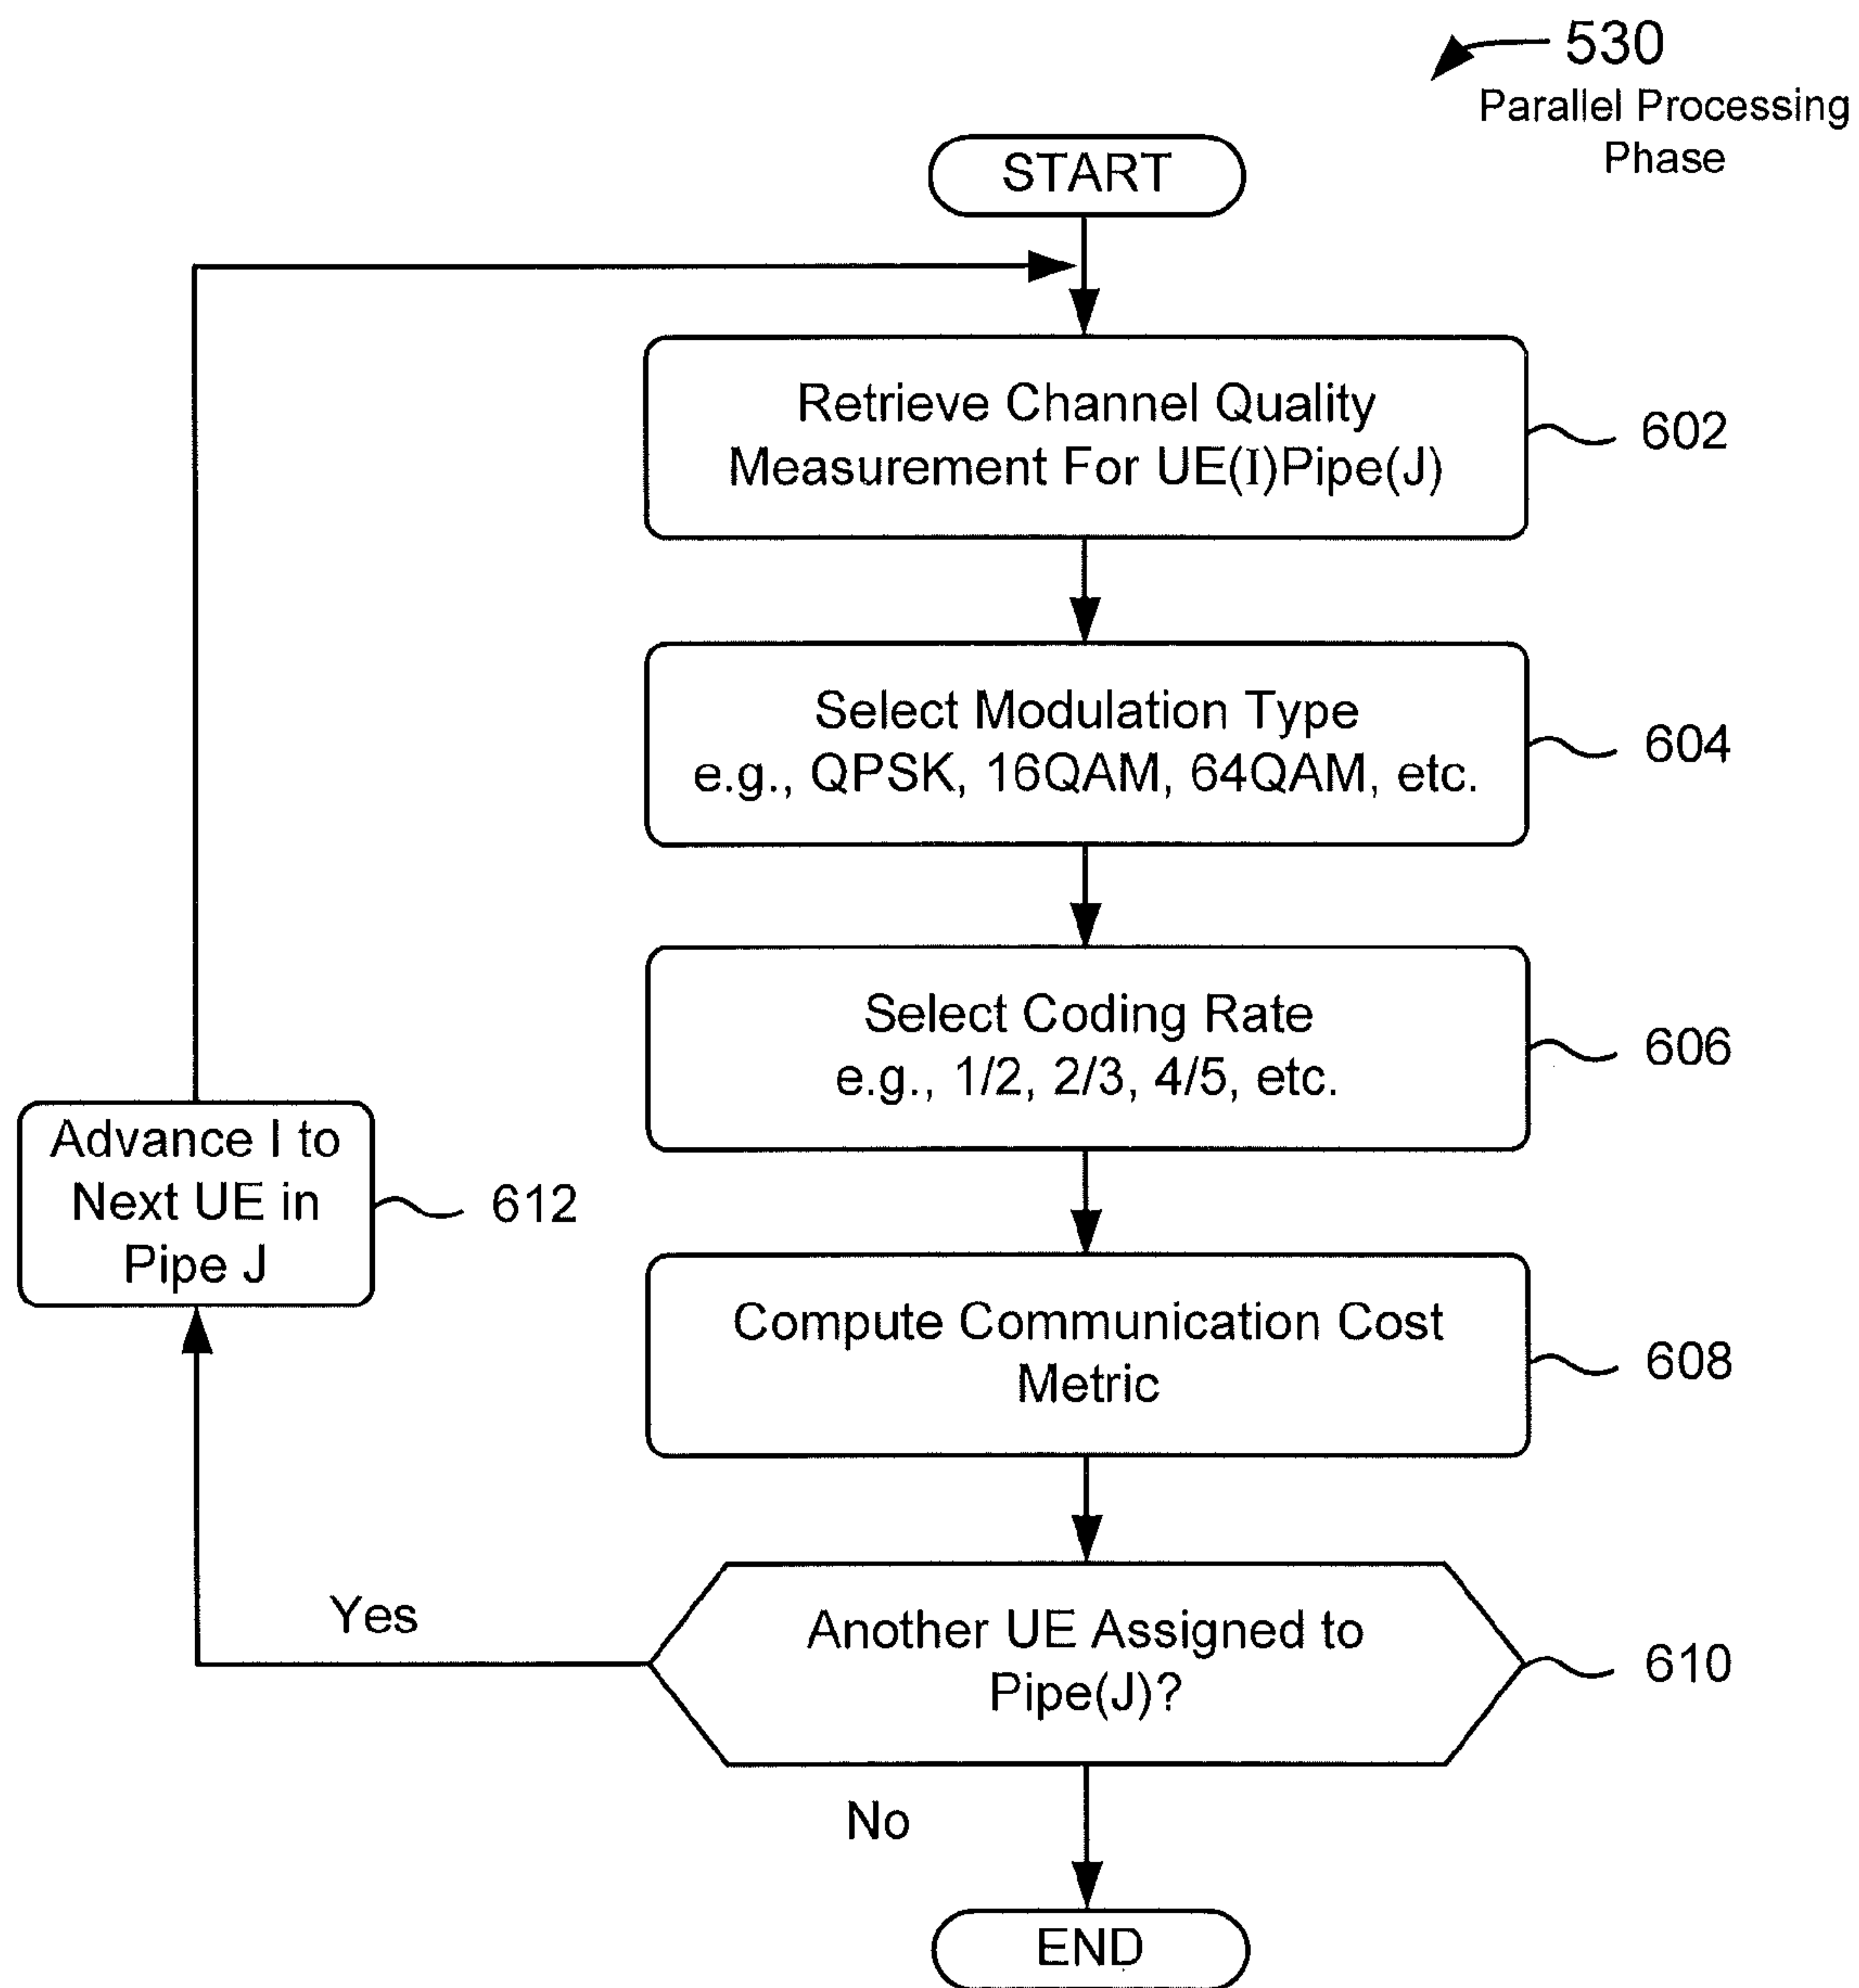 530
Parallel Processing
Phase
START
Retrieve Channel Quality
Measurement For UE(I)Pipe(J)
602
Select Modulation Type
e.g., QPSK, 16QAM, 64QAM, etc.
604
Select Coding Rate
e.g., 1/2, 2/3, 4/5, etc.
606
Advance I to
Next UE in
Pipe J
612
Compute Communication Cost
Metric
608
Yes
Another UE Assigned to
Pipe(J)?
610
No
END